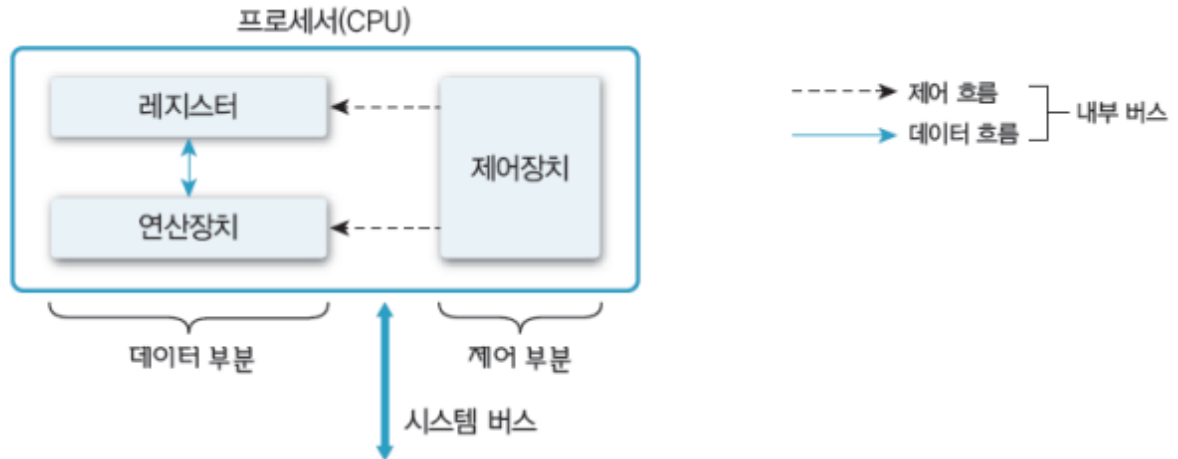 프로세서(CPU)
레지스터
연산장치
제어장치
데이터 부분
제어 부분
시스템 버스
제어 흐름
데이터 흐름
내부 버스